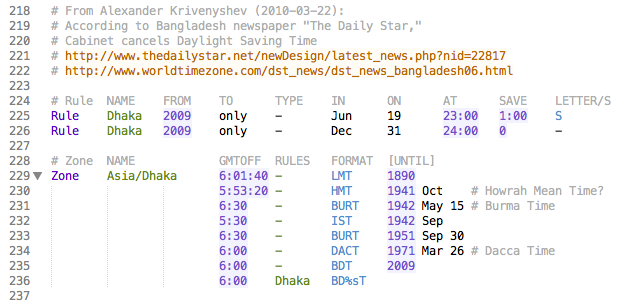 218 # From Alexander Krivenyshev (2010-03-22):
219 # According to Bangladesh newspaper "The Daily Star,"
220 # Cabinet cancels Daylight Saving Time
221 # http://www.thedailystar.net/newDesign/latest_news.php?nid=22817
222 # http://www.worldtimezone.com/dst_news/dst_news_bangladesh06.html
223
224 # Rule NAME FROM TO TYPE IN ON AT SAVE LETTER/S
225 Rule Dhaka 2009 only - Jun 19 23:00 1:00 S
226 Rule Dhaka 2009 only - Dec 31 24:00 0 -
227
228 # Zone NAME GMTOFF RULES FORMAT [UNTIL]
229 Zone Asia/Dhaka 6:01:40 - LMT 1890
230 5:53:20 - HMT 1941 Oct # Howrah Mean Time?
231 6:30 - BURT 1942 May 15 # Burma Time
232 5:30 - IST 1942 Sep
233 6:30 - BURT 1951 Sep 30
234 6:00 - DACT 1971 Mar 26 # Dacca Time
235 6:00 - BDT 2009
236 6:00 Dhaka BD%sT
237